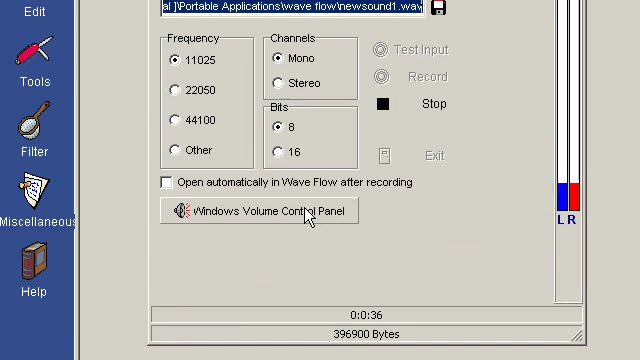 Edit
Tools
Filter
Miscellaneous
Help
al ]\Portable Applications\wave flow\newsound1.wav
Frequency
11025
22050
44100
Other
Channels
Mono
Stereo
Bits
8
16
Test Input
Record
Stop
Exit
Open automatically in Wave Flow after recording
Windows Volume Control Panel
L R
0:0:36
396900 Bytes